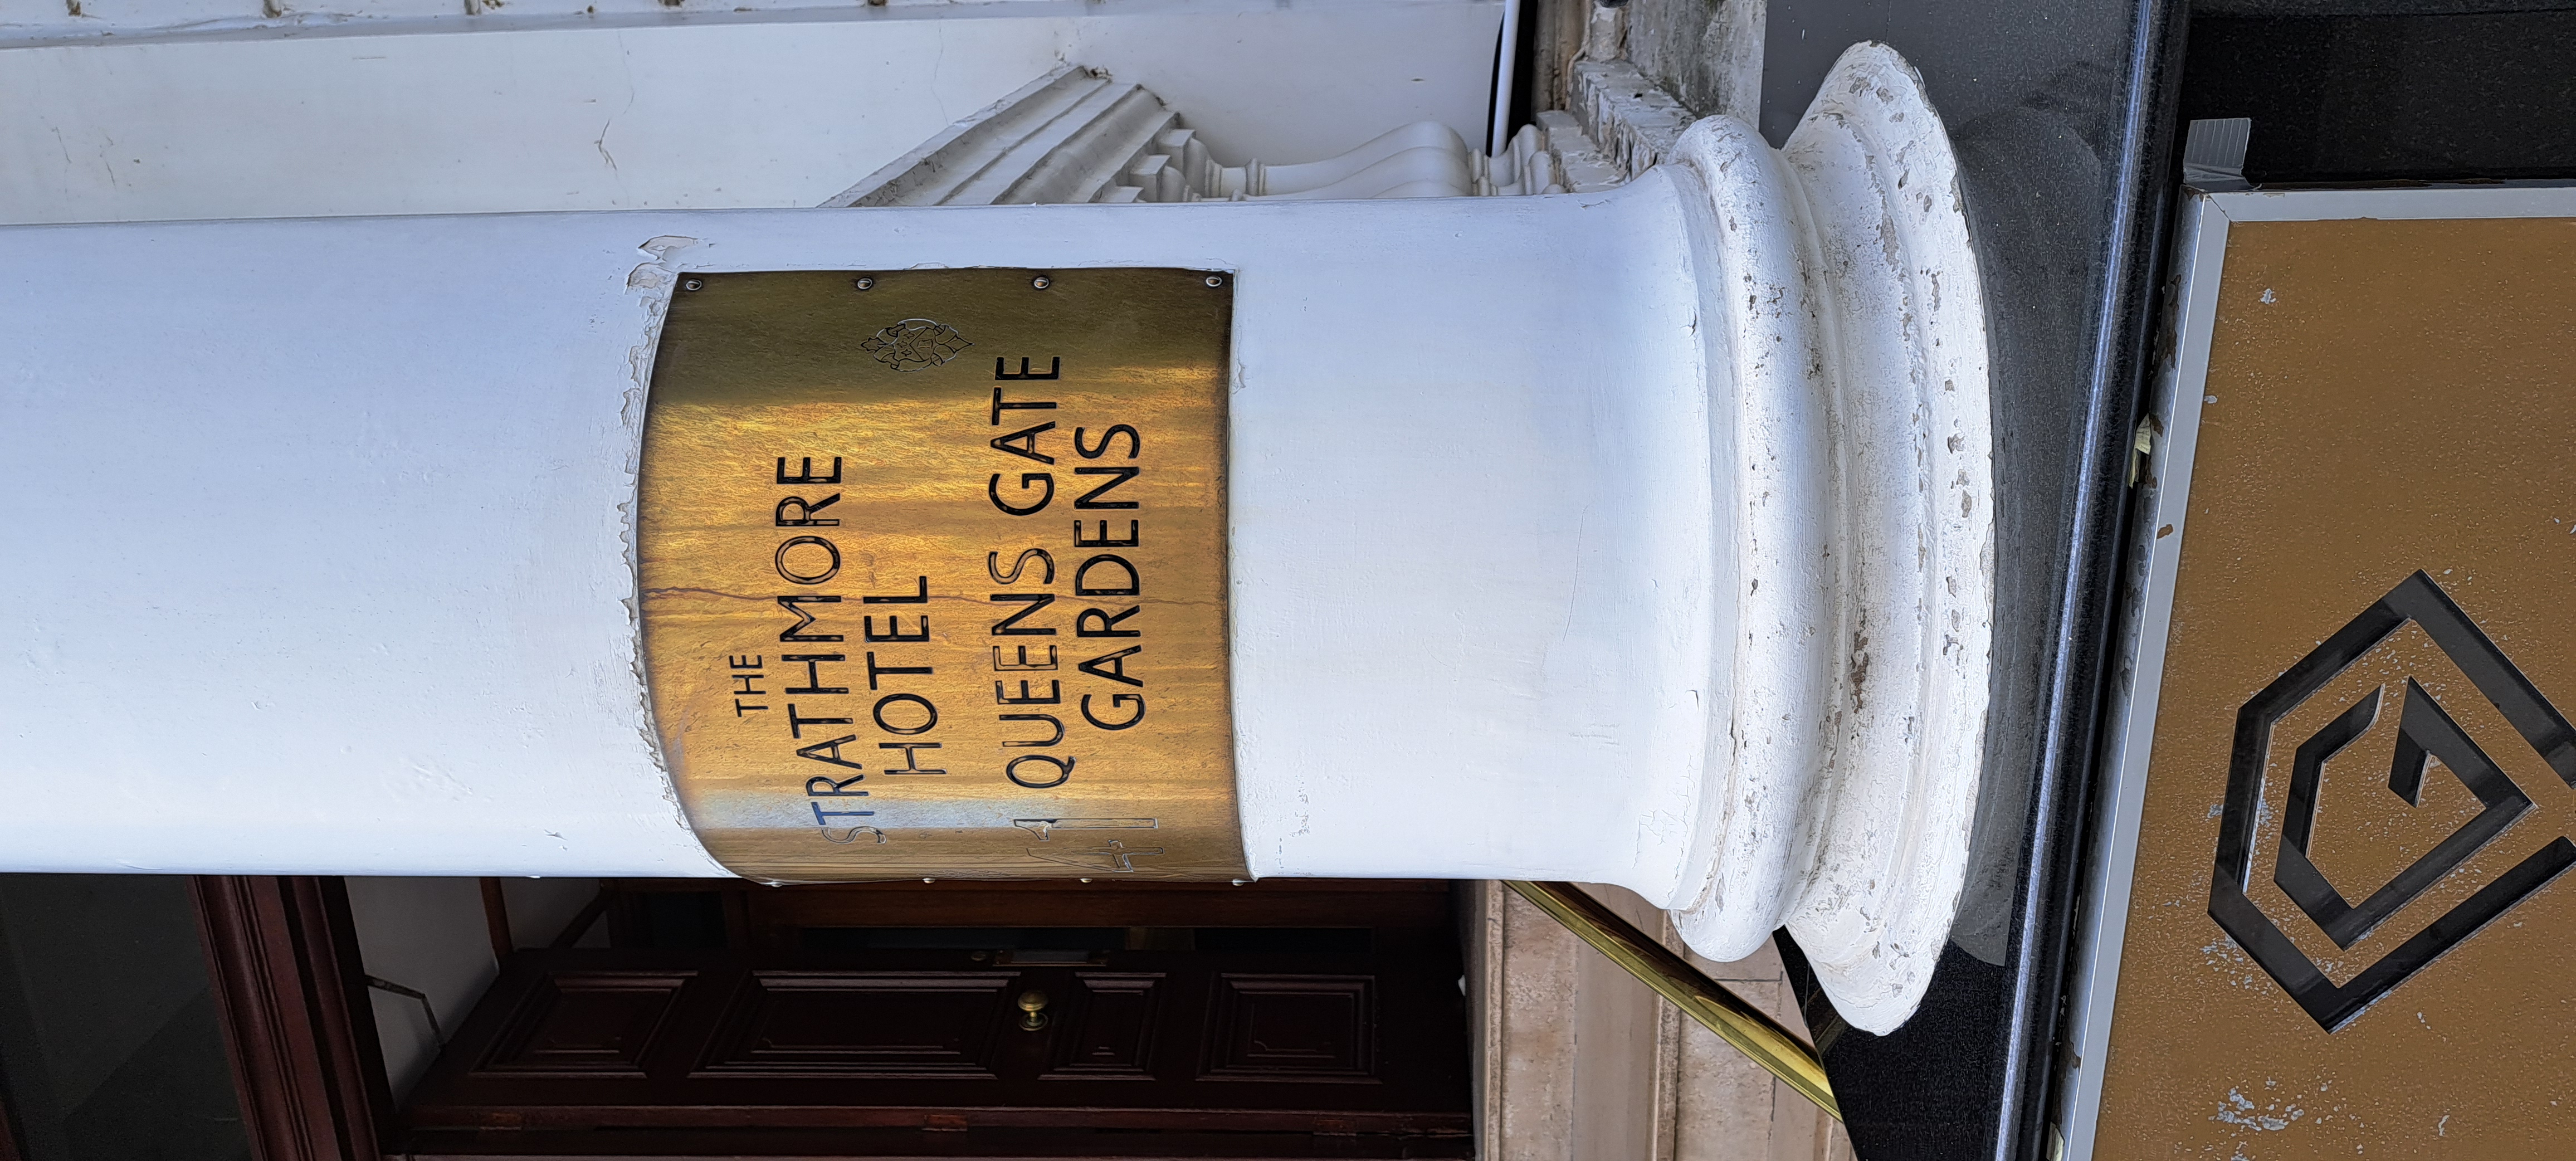 THE
STRATHMORE
HOTEL
41 QUEENS GATE
GARDENS